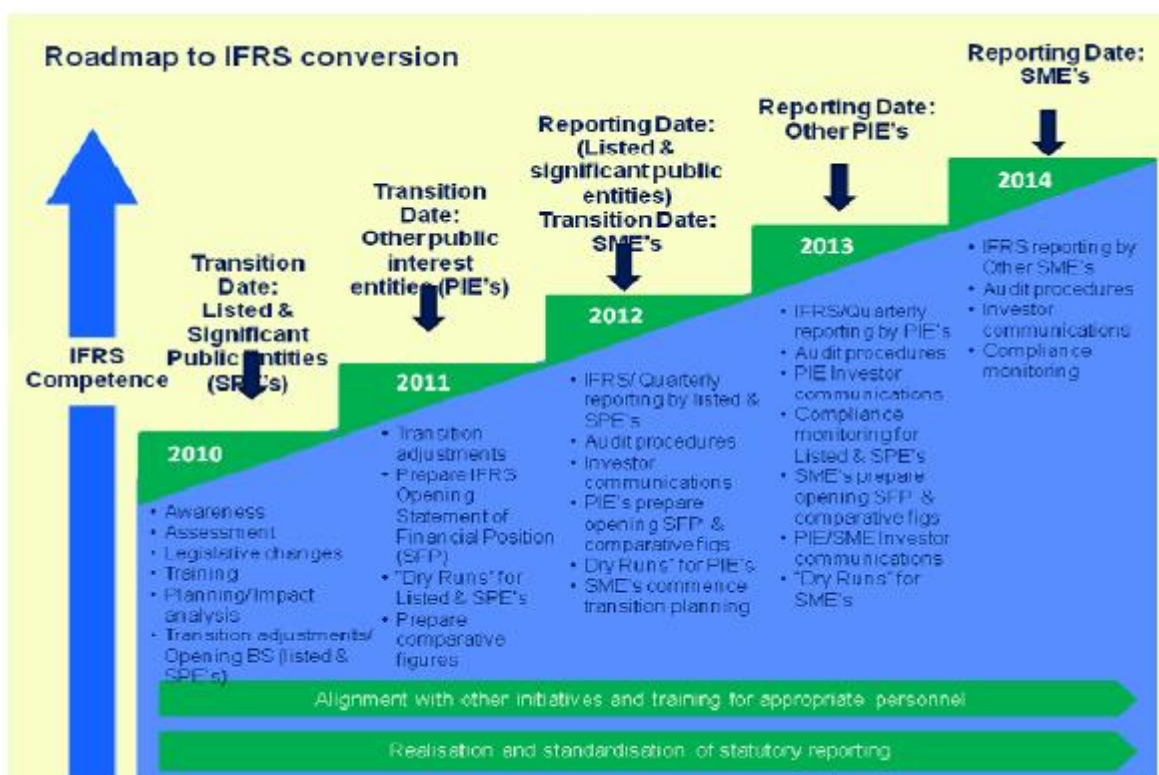 Roadmap to IFRS conversion
IFRS
Competence
Transition
Date:
Listed &
Significant
Public Entities
(SPE's)
Transition
Date:
Other public
interest
entities (PIE's)
Reporting Date:
(Listed &
significant public
entities)
Transition Date:
SME's
Reporting Date:
Other PIE's
Reporting Date:
SME's
2010
• Awareness
• Assessment
• Legislative changes
• Training
• Planning/Impact
analysis
• Transition adjustments/
Opening BS (listed &
SPE's)
2011
• Transition
adjustments
• Prepare IFRS
Opening
Statement of
Financial Position
(SFP)
• "Dry Runs" for
Listed & SPE's
• Prepare
comparative
figures
2012
• IFRS/ Quarterly
reporting by listed &
SPE's
• Audit procedures
• Investor
communications
• PIE's prepare
opening SFP & 
comparative figs
• Dry Runs" for PIE's
• SME's commence
transition planning
2013
• IFRS/Quarterly
reporting by PIE's
• Audit procedures
• PIE Investor
communications
• Compliance
monitoring for
Listed & SPE's
• SME's prepare
opening SFP &
comparative figs
• PIE/SME Investor
communications
• "Dry Runs" for
SME's
2014
• IFRS reporting by
Other SME's
• Audit procedures
• Investor
communications
• Compliance
monitoring
Alignment with other initiatives and training for appropriate personnel
Realisation and standardisation of statutory reporting